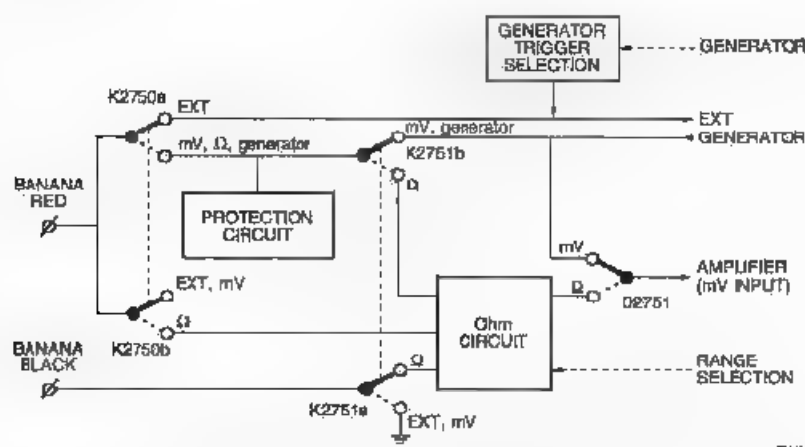 GENERATOR
TRIGGER
SELECTION
GENERATOR
K2750a
EXT
EXT
mV, generator
GENERATOR
mV, Ω, generator
K2751b
Ω
BANANA
RED
PROTECTION
CIRCUIT
mV
AMPLIFIER
(mV INPUT)
EXT, mV
Ω
D2751
Ohm
CIRCUIT
Ω
K2750b
BANANA
BLACK
Ω
RANGE
SELECTION
K2751a
EXT, mV